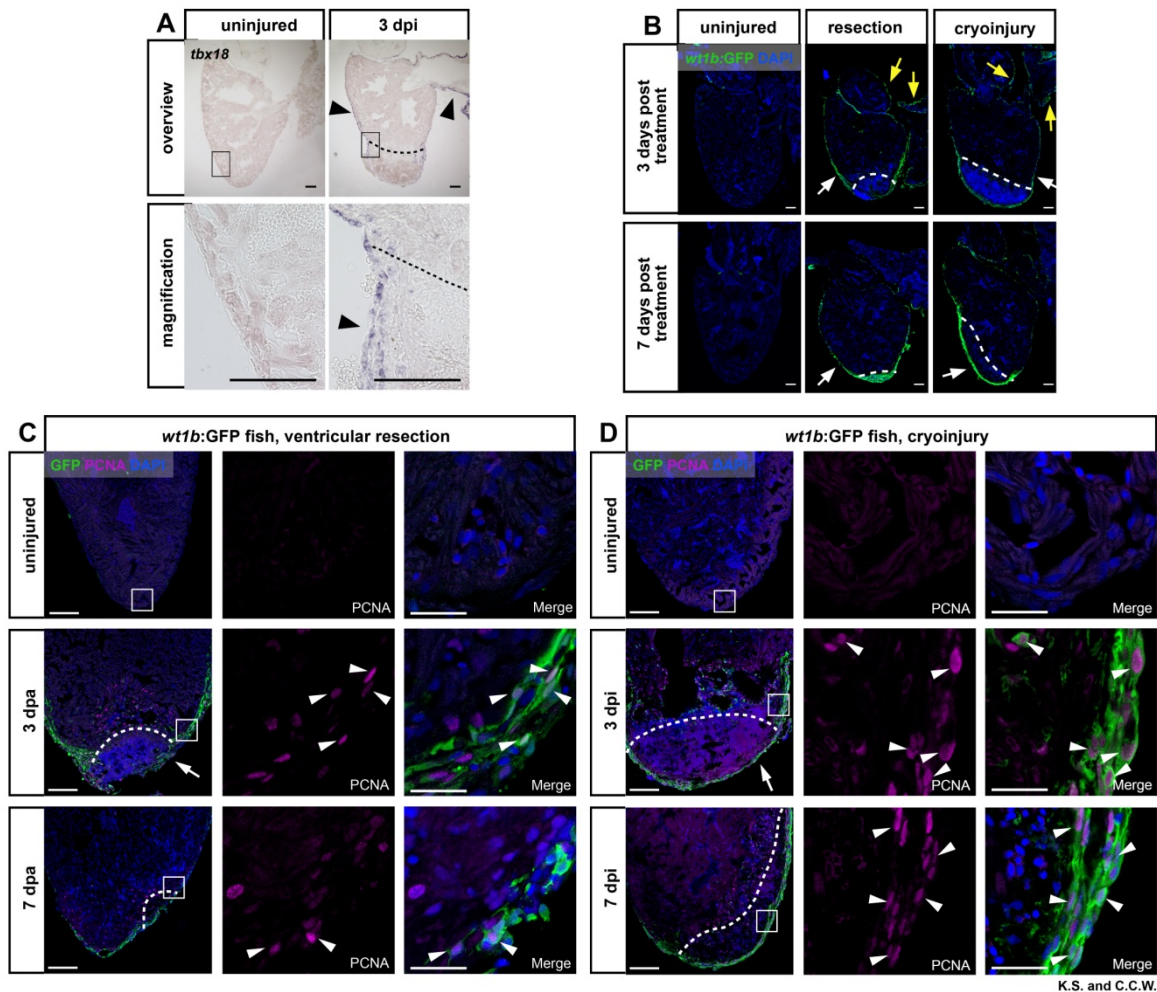 A
uninjured
3 dpi
overview
tbx18
magnification
B
uninjured
resection
cryoinjury
3 days post
treatment
wt1b:GFP DAPI
7 days post
treatment
C
wt1b:GFP fish, ventricular resection
uninjured
GFP PCNA DAPI
PCNA
Merge
3 dpa
PCNA
Merge
7 dpa
PCNA
Merge
D
wt1b:GFP fish, cryoinjury
uninjured
GFP PCNA DAPI
PCNA
Merge
3 dpi
PCNA
Merge
7 dpi
PCNA
Merge
K.S. and C.C.W.